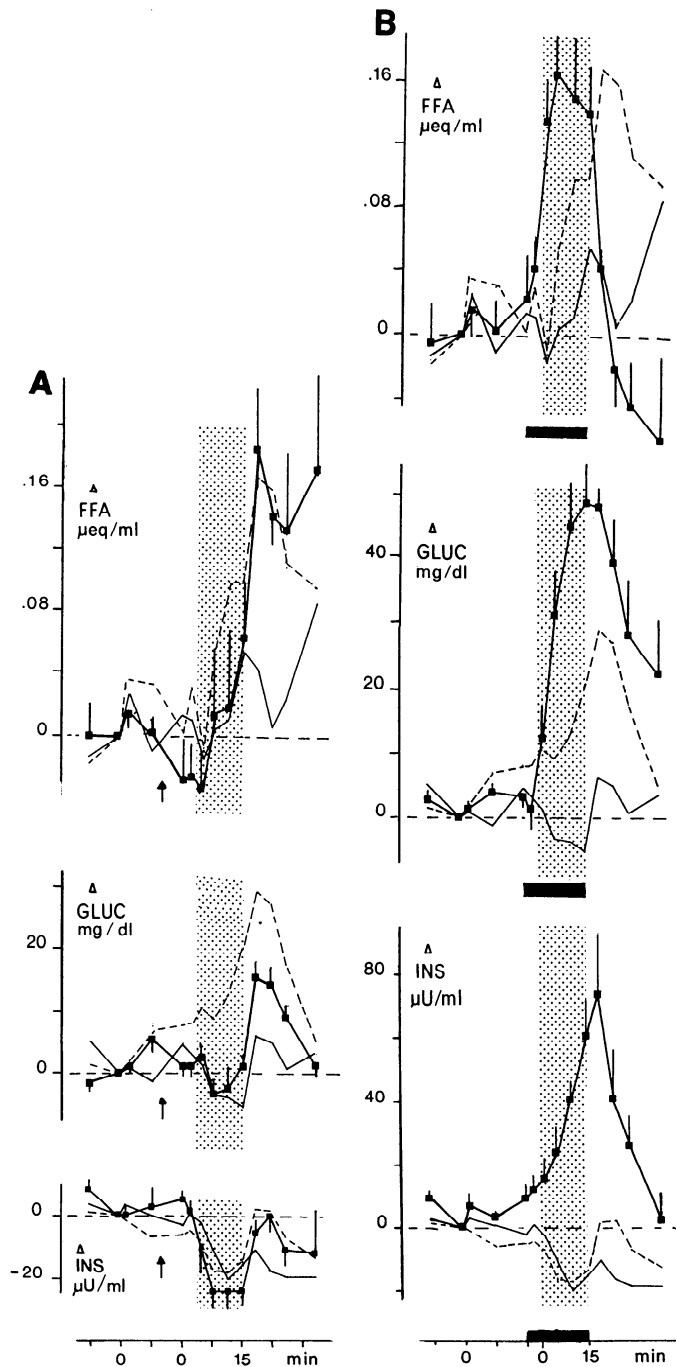 A
.16
Δ
FFA
μeq/ml
.08
0
Δ
GLUC
mg/dl
20
0
0
Δ
INS
μU/ml
-20
0 0 15 min
B
.16
Δ
FFA
μeq/ml
.08
0
Δ
GLUC
mg/dl
40
20
0
80
Δ
INS
μU/ml
40
0
0 0 15 min